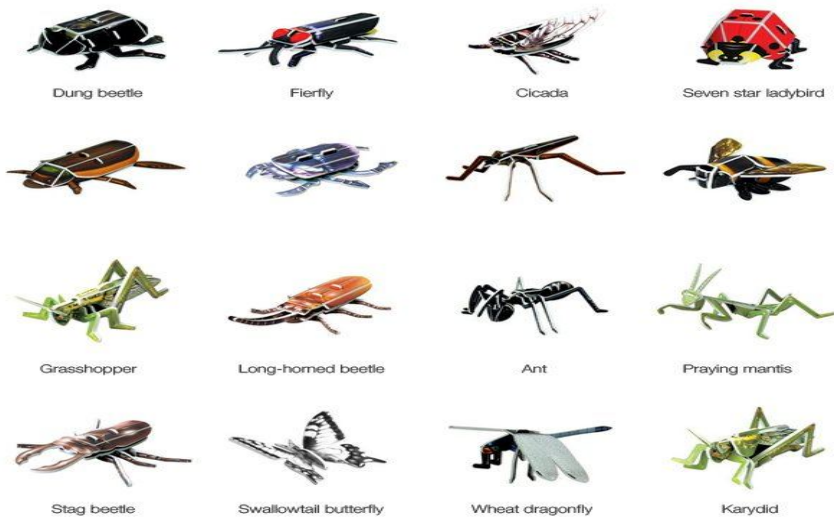 Dung beetle
Fierfly
Cicada
Seven star ladybird
Grasshopper
Long-horned beetle
Ant
Praying mantis
Stag beetle
Swallowtail butterfly
Wheat dragonfly
Karydid